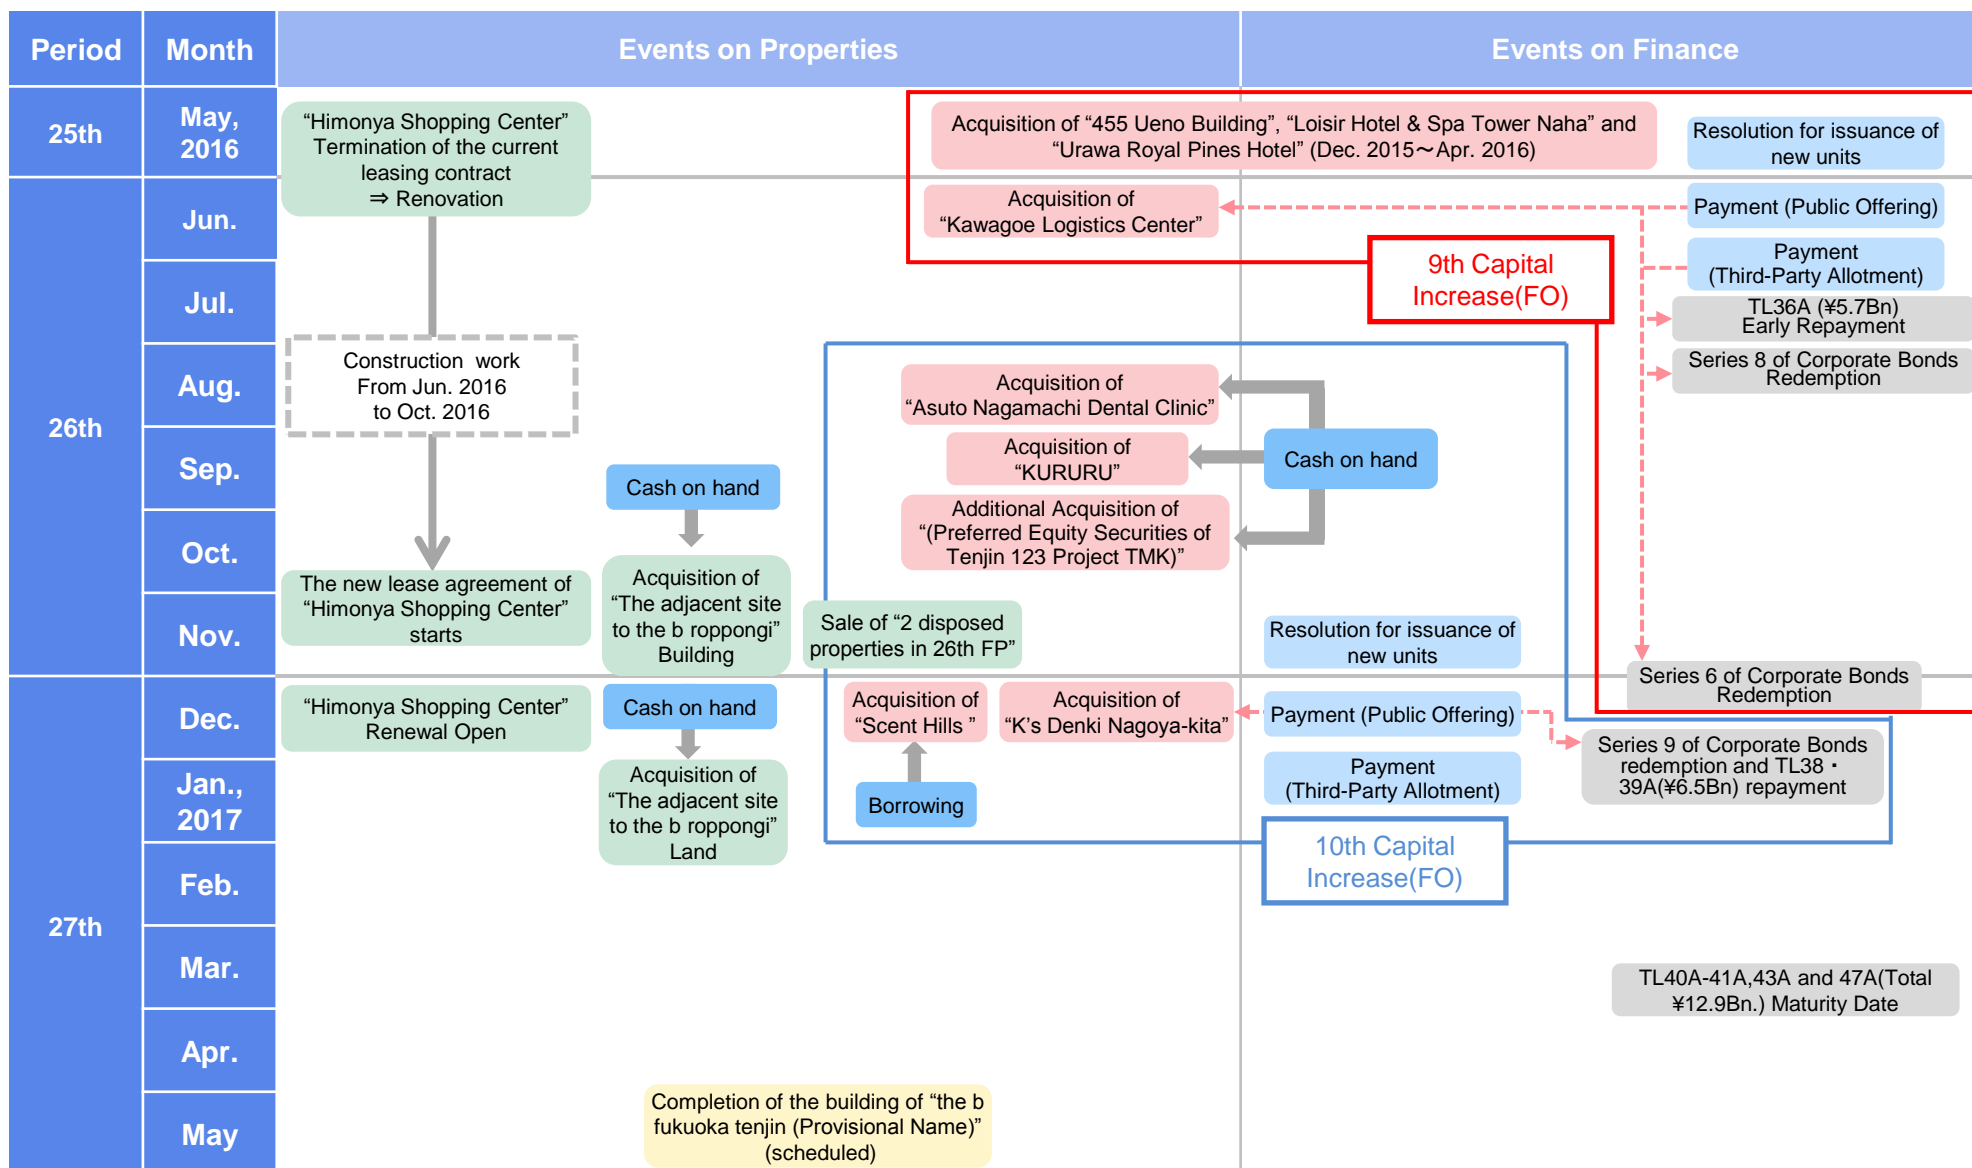 Period
Month
Events on Properties
Events on Finance
25th
May,
2016
“Himonya Shopping Center”
Termination of the current
leasing contract
⇒ Renovation
Acquisition of “455 Ueno Building”, “Loisir Hotel & Spa Tower Naha” and
“Urawa Royal Pines Hotel” (Dec. 2015～Apr. 2016)
Resolution for issuance of
new units
26th
Jun.
Acquisition of
“Kawagoe Logistics Center”
Payment (Public Offering)
Payment
(Third-Party Allotment)
9th Capital
Increase(FO)
Jul.
TL36A (¥5.7Bn)
Early Repayment
Series 8 of Corporate Bonds
Redemption
Construction work
From Jun. 2016
to Oct. 2016
Aug.
Acquisition of
“Asuto Nagamachi Dental Clinic”
Sep.
Acquisition of
“KURURU”
Cash on hand
Cash on hand
Additional Acquisition of
“(Preferred Equity Securities of
Tenjin 123 Project TMK)”
Oct.
The new lease agreement of
“Himonya Shopping Center”
starts
Acquisition of
“The adjacent site
to the b roppongi”
Building
Nov.
Sale of “2 disposed
properties in 26th FP”
Resolution for issuance of
new units
Series 6 of Corporate Bonds
Redemption
27th
Dec.
“Himonya Shopping Center”
Renewal Open
Cash on hand
Acquisition of
“Scent Hills ”
Acquisition of
“K’s Denki Nagoya-kita”
Payment (Public Offering)
Series 9 of Corporate Bonds
redemption and TL38・
39A(¥6.5Bn) repayment
Jan.,
2017
Acquisition of
“The adjacent site
to the b roppongi”
Land
Borrowing
Payment
(Third-Party Allotment)
10th Capital
Increase(FO)
Feb.
Mar.
TL40A-41A,43A and 47A(Total
¥12.9Bn.) Maturity Date
Apr.
May
Completion of the building of “the b
fukuoka tenjin (Provisional Name)”
(scheduled)